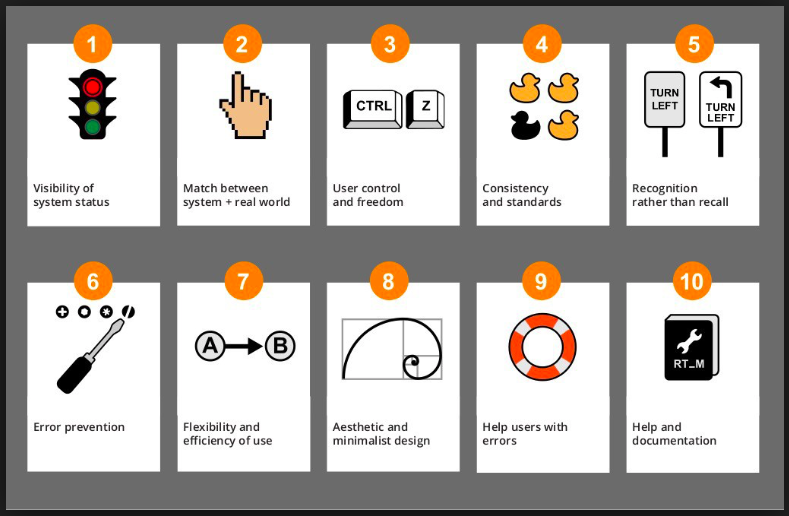 1
2
3
4
5
CTRL
Z
TURN
LEFT
TURN
LEFT
Visibility of
system status
Match between
system + real world
User control
and freedom
Consistency
and standards
Recognition
rather than recall
6
7
8
9
10
A
B
RT_M
Error prevention
Flexibility and
efficiency of use
Aesthetic and
minimalist design
Help users with
errors
Help and
documentation